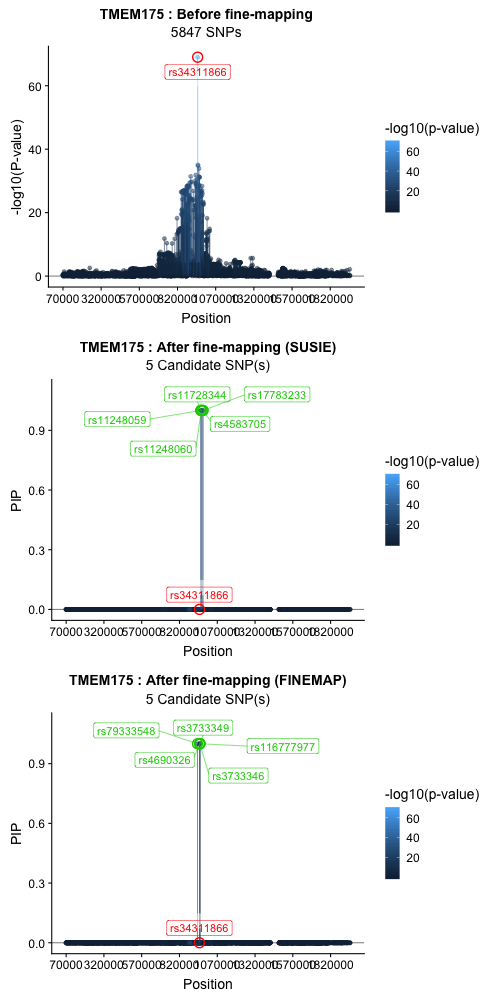 TMEM175 : Before fine-mapping
5847 SNPs
-log10(P-value)
60
40
20
0
rs34311866
70000 320000 570000 820000 1070000 1320000 1570000 1820000
Position
-log10(p-value)
60
40
20
TMEM175 : After fine-mapping (SUSIE)
5 Candidate SNP(s)
PIP
0.9
0.6
0.3
0.0
rs11728344
rs17783233
rs11248059
rs4583705
rs11248060
rs34311866
70000 320000 570000 820000 1070000 1320000 1570000 1820000
Position
-log10(p-value)
60
40
20
TMEM175 : After fine-mapping (FINEMAP)
5 Candidate SNP(s)
PIP
0.9
0.6
0.3
0.0
rs3733349
rs79333548
rs116777977
rs4690326
rs3733346
rs34311866
70000 320000 570000 820000 1070000 1320000 1570000 1820000
Position
-log10(p-value)
60
40
20